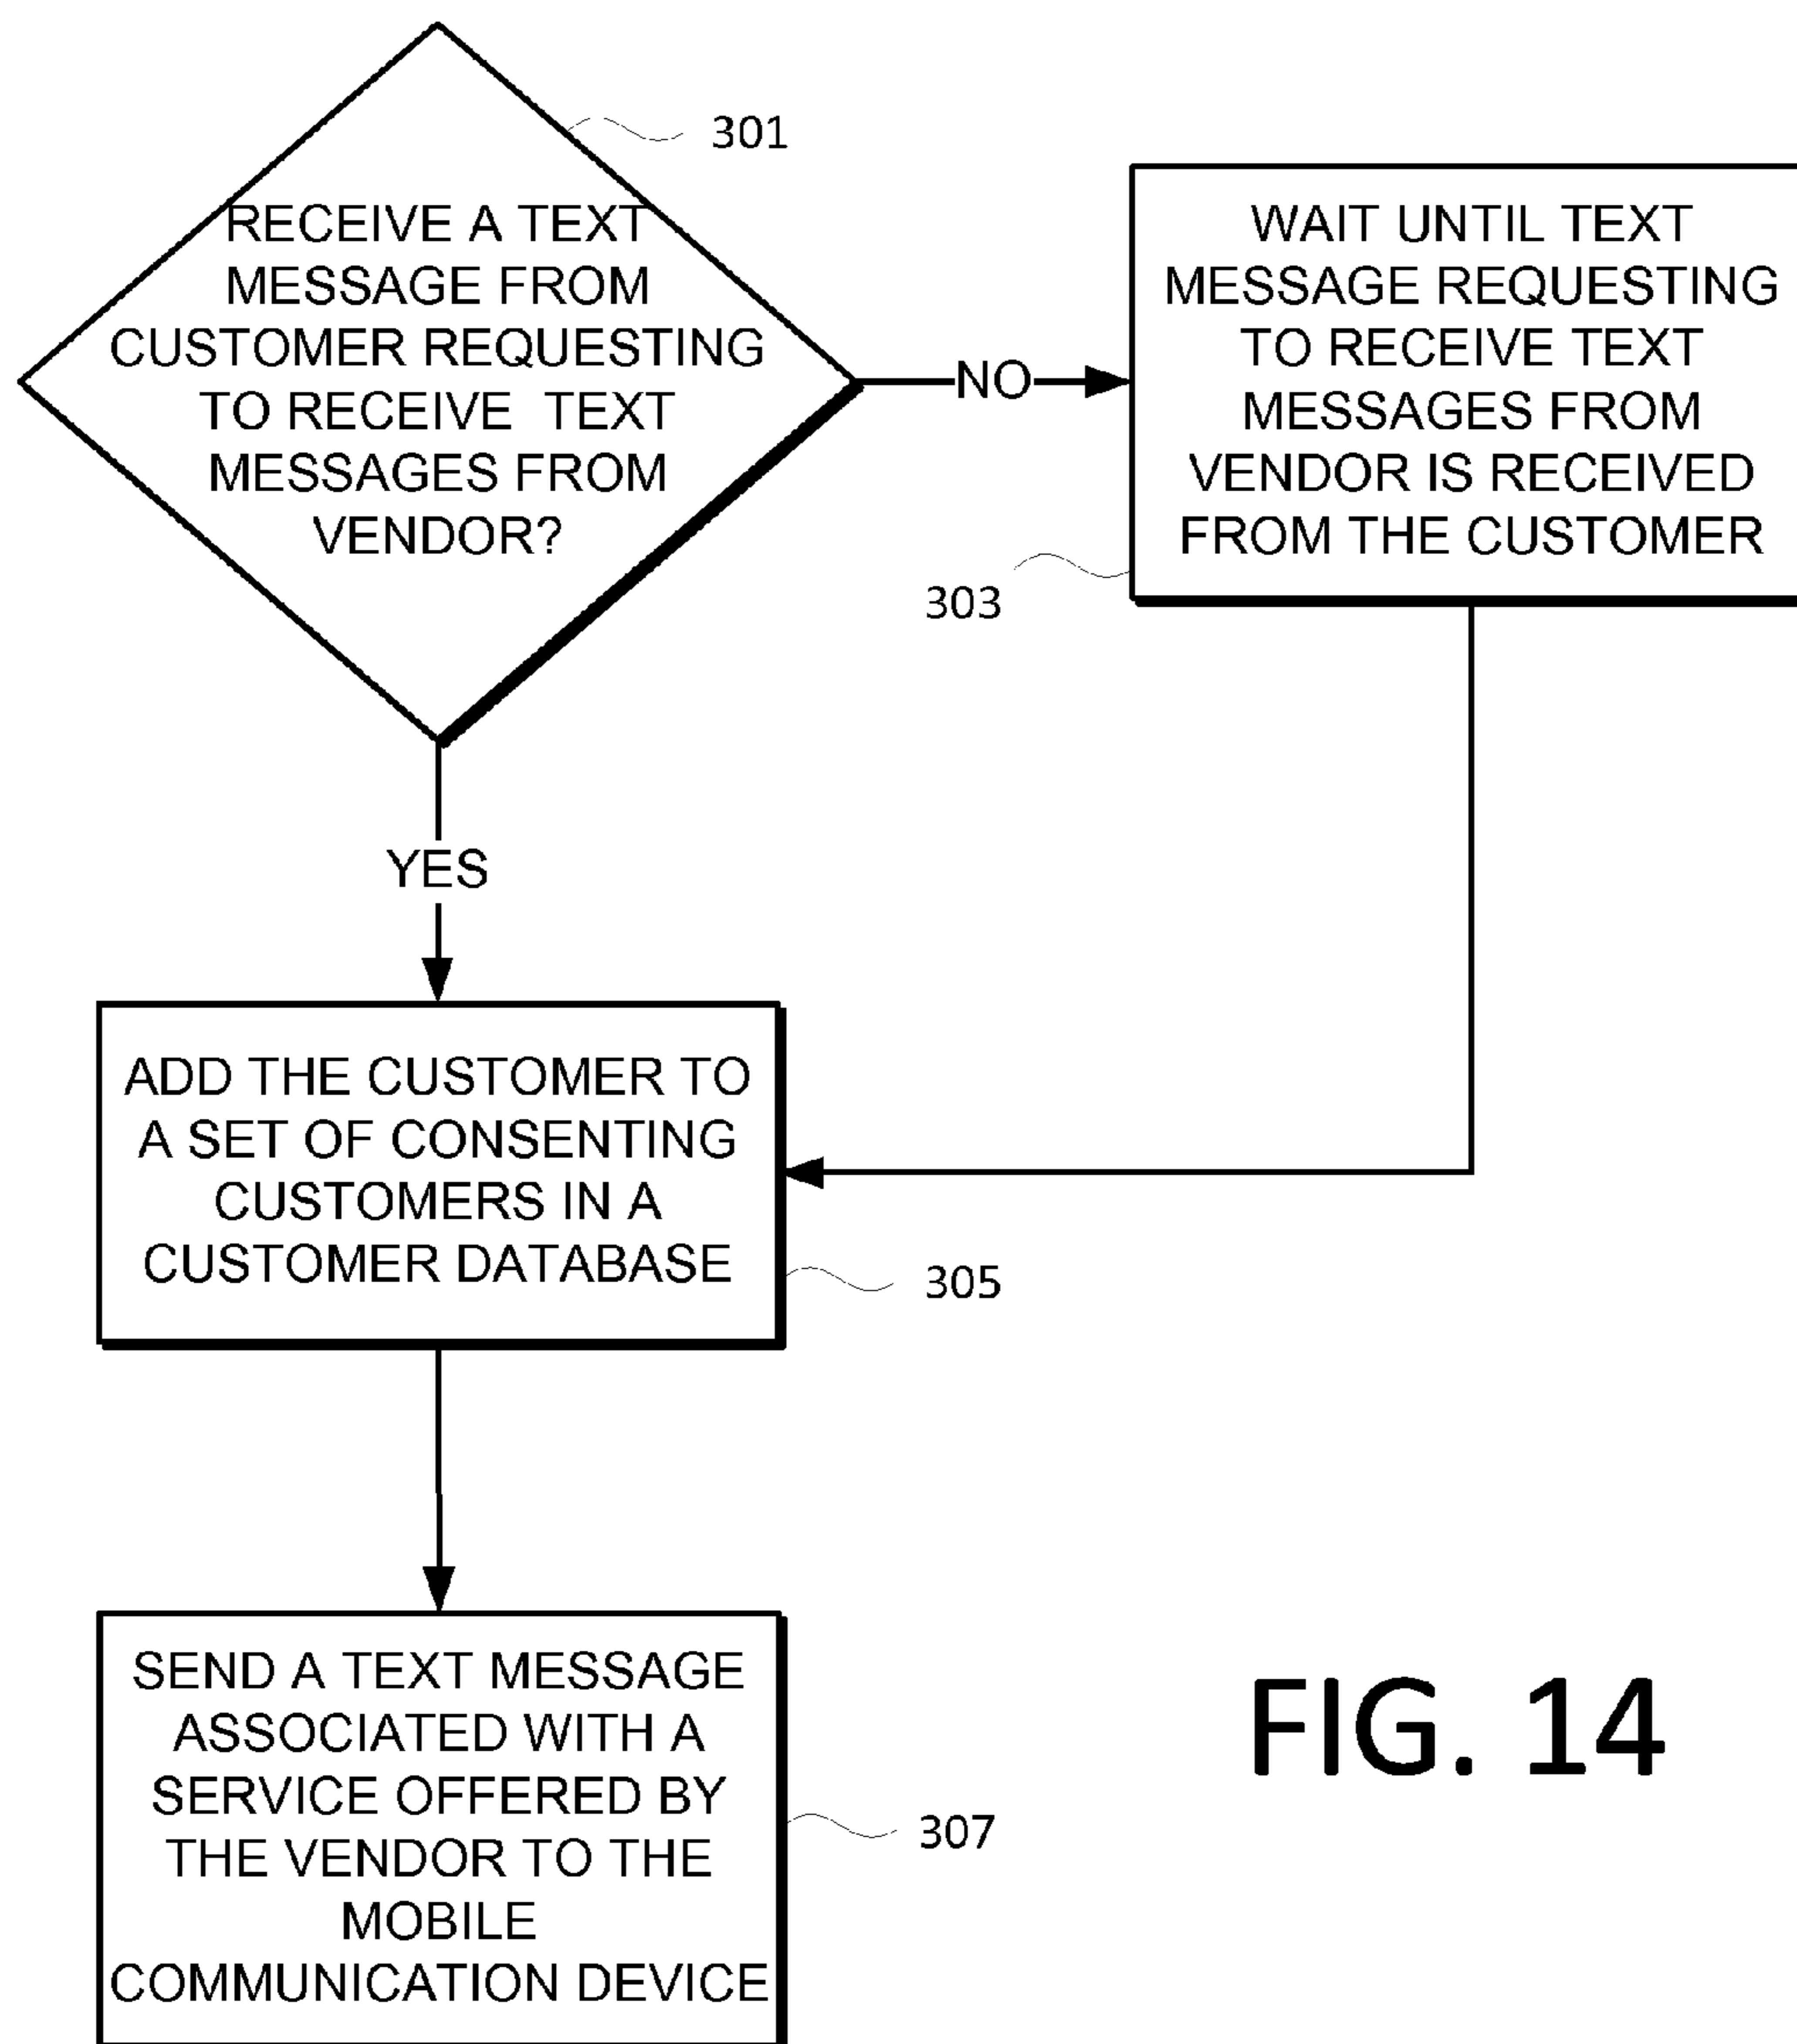 301
RECEIVE A TEXT
MESSAGE FROM
CUSTOMER REQUESTING
TO RECEIVE TEXT
MESSAGES FROM
VENDOR?
NO
WAIT UNTIL TEXT
MESSAGE REQUESTING
TO RECEIVE TEXT
MESSAGES FROM
VENDOR IS RECEIVED
FROM THE CUSTOMER
303
YES
ADD THE CUSTOMER TO
A SET OF CONSENTING
CUSTOMERS IN A
CUSTOMER DATABASE
305
SEND A TEXT MESSAGE
ASSOCIATED WITH A
SERVICE OFFERED BY
THE VENDOR TO THE
MOBILE
COMMUNICATION DEVICE
307
FIG. 14